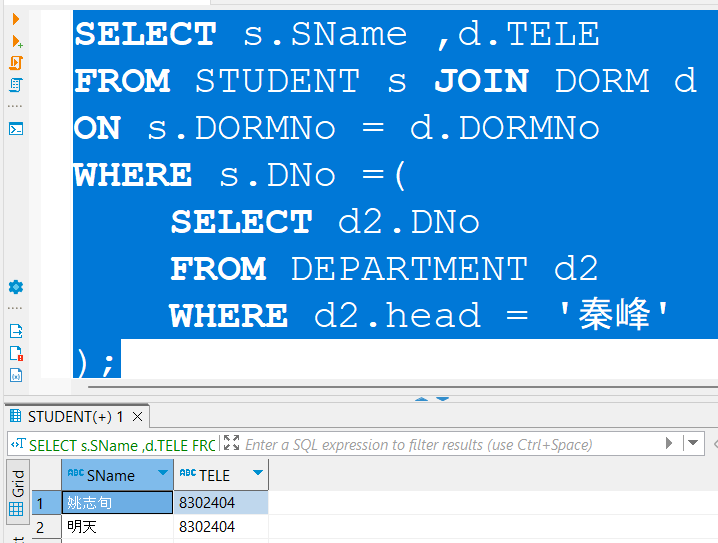 SELECT s.SName ,d.TELE
FROM STUDENT s JOIN DORM d
ON s.DORMNo = d.DORMNo
WHERE s.DNo =(
SELECT d2.DNo
FROM DEPARTMENT d2
WHERE d2.head = '秦峰'
);
STUDENT(+) 1
SELECT s.SName ,d.TELE FRC
Enter a SQL expression to filter results (use Ctrl+Space)
Grid
ABC SName ABC TELE
1 姚志旬 8302404
2 明天 8302404